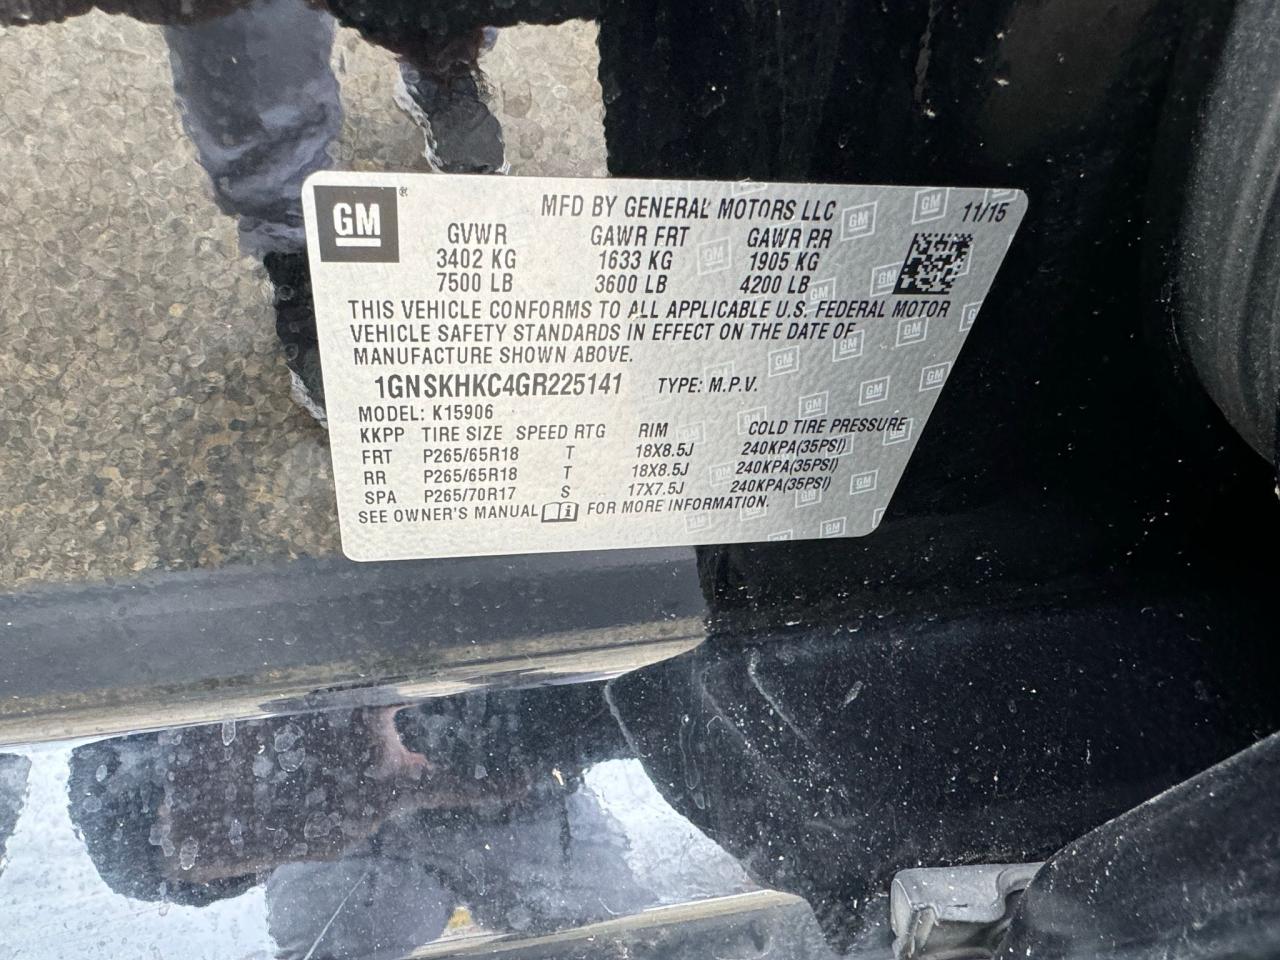 GM
MFD BY GENERAL MOTORS LLC 11/15
GVWR GAWR FRT GAWR RR
3402 KG 1633 KG 1905 KG
7500 LB 3600 LB 4200 LB
THIS VEHICLE CONFORMS TO ALL APPLICABLE U.S. FEDERAL MOTOR
VEHICLE SAFETY STANDARDS IN EFFECT ON THE DATE OF
MANUFACTURE SHOWN ABOVE.
1GNSKHKC4GR225141 TYPE: M.P.V.
MODEL: K15906
KKPP TIRE SIZE SPEED RTG RIM COLD TIRE PRESSURE
FRT P265/65R18 T 18X8.5J 240KPA(35PSI)
RR P265/65R18 T 18X8.5J 240KPA(35PSI)
SPA P265/70R17 S 17X7.5J 240KPA(35PSI)
SEE OWNER'S MANUAL FOR MORE INFORMATION.